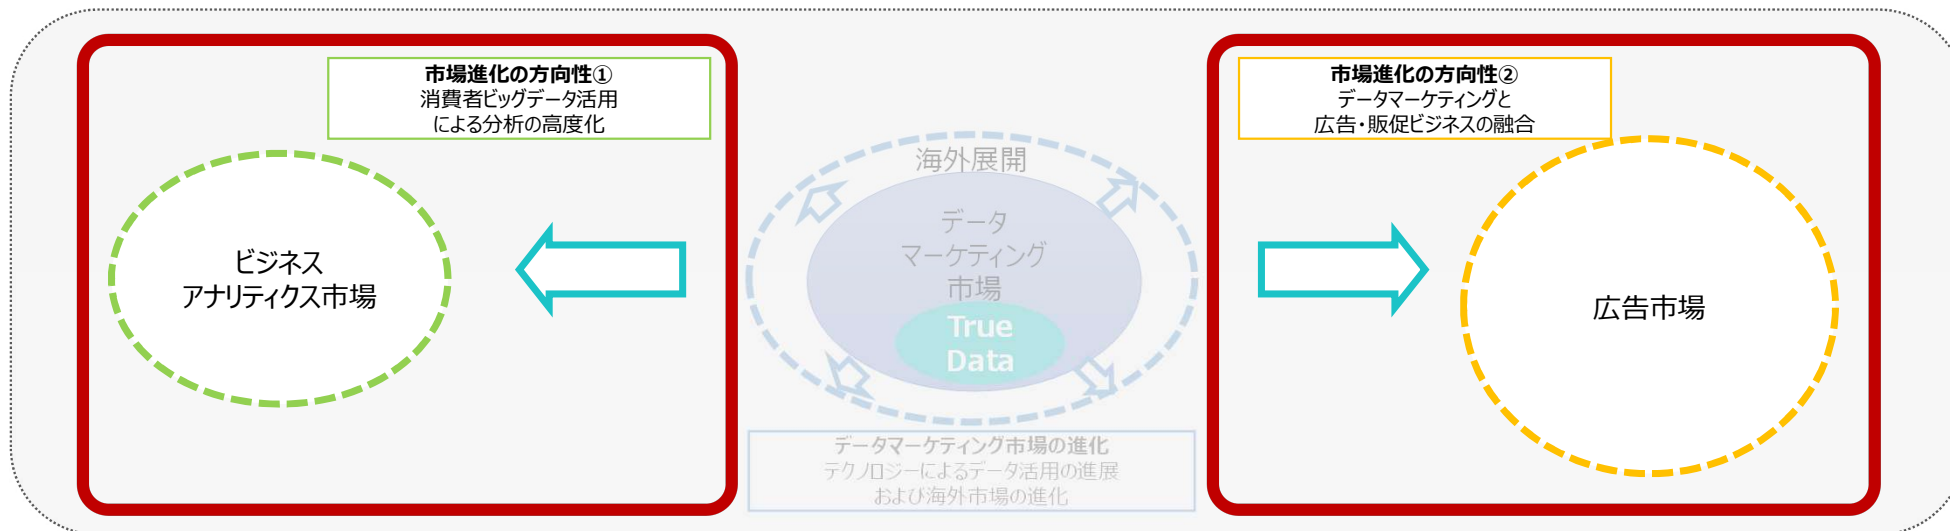 市場進化の方向性①
消費者ビッグデータ活用
による分析の高度化
ビジネス
アナリティクス市場
海外展開
データ
マーケティング
市場
True
Data
データマーケティング市場の進化
テクノロジーによるデータ活用の進展
および海外市場の進化
市場進化の方向性②
データマーケティングと
広告・販促ビジネスの融合
広告市場